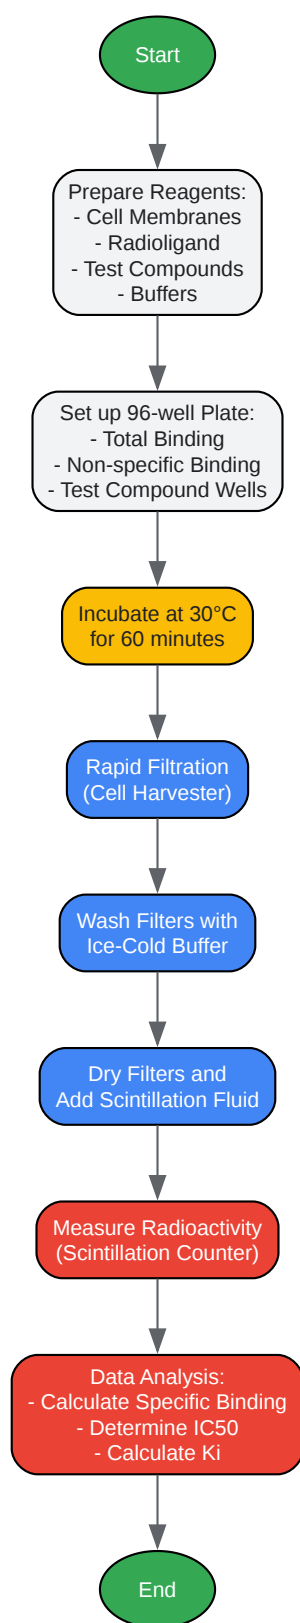 Start
Prepare Reagents:
- Cell Membranes
- Radioligand
- Test Compounds
- Buffers
Set up 96-well Plate:
- Total Binding
- Non-specific Binding
- Test Compound Wells
Incubate at 30°C
for 60 minutes
Rapid Filtration
(Cell Harvester)
Wash Filters with
Ice-Cold Buffer
Dry Filters and
Add Scintillation Fluid
Measure Radioactivity
(Scintillation Counter)
Data Analysis:
- Calculate Specific Binding
- Determine IC50
- Calculate Ki
End